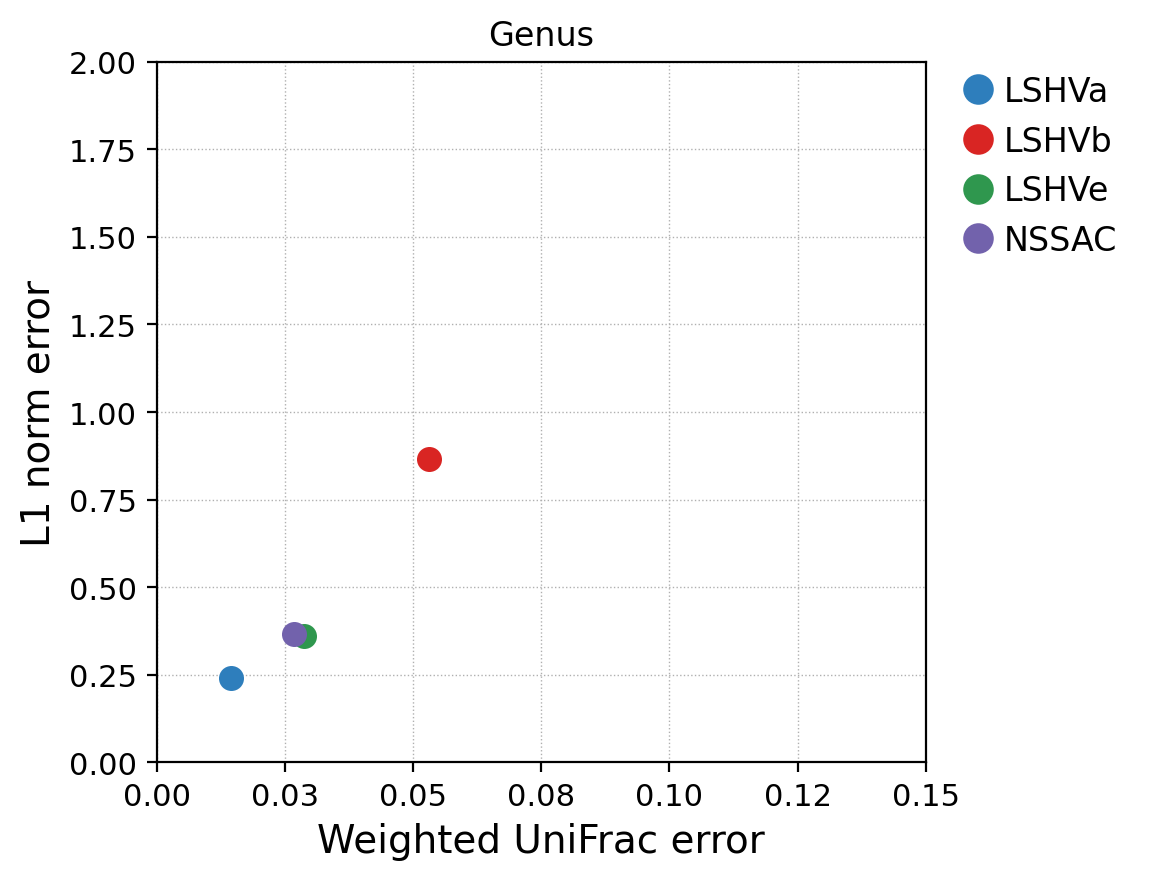 Genus
2.00
1.75
1.50
1.25
1.00
0.75
0.50
0.25
0.00
L1 norm error
0.00 0.03 0.05 0.08 0.10 0.12 0.15
Weighted UniFrac error
LSHVa
LSHVb
LSHVe
NSSAC